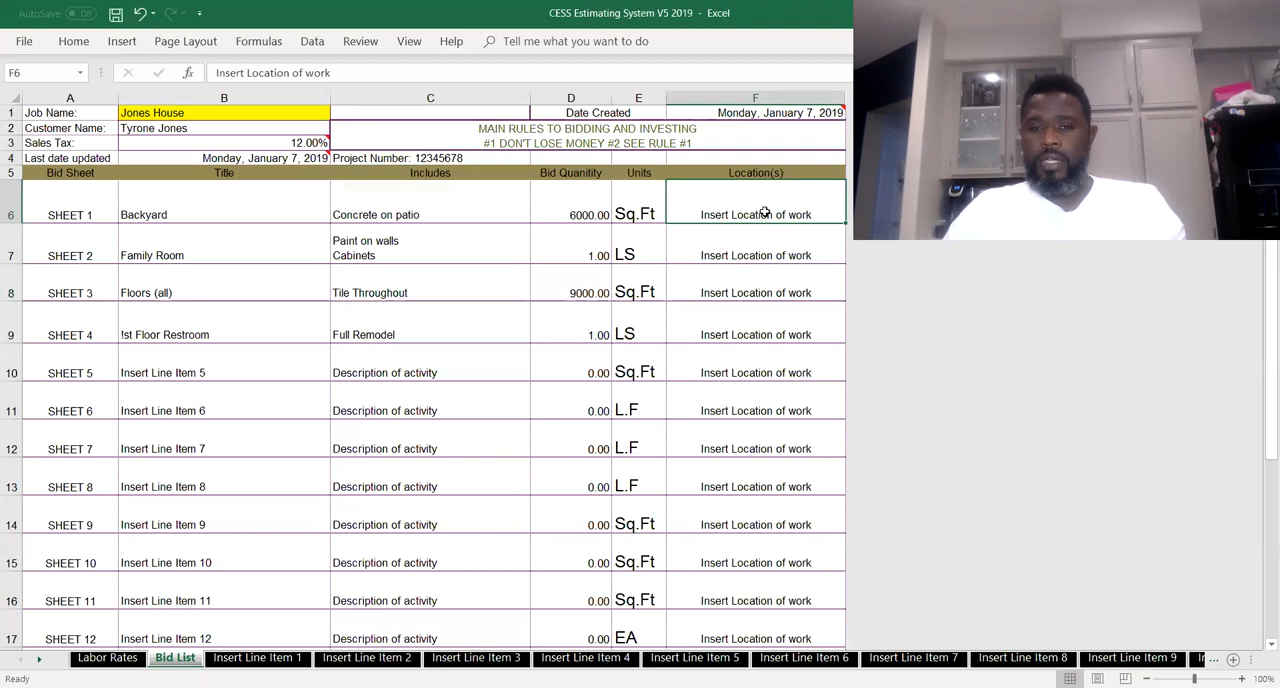 AutoSave Off CESS Estimating System V5 2019 - Excel
File Home Insert Page Layout Formulas Data Review View Help Tell me what you want to do
F6 fx Insert Location of work
A B C D E F
1 Job Name: Jones House Date Created Monday, January 7, 2019
2 Customer Name: Tyrone Jones MAIN RULES TO BIDDING AND INVESTING
3 Sales Tax: 12.00% #1 DON'T LOSE MONEY #2 SEE RULE #1
4 Last date updated Monday, January 7, 2019 Project Number: 12345678
5 Bid Sheet Title Includes Bid Quanitity Units Location(s)
6 SHEET 1 Backyard Concrete on patio 6000.00 Sq.Ft Insert Location of work
Paint on walls
7 SHEET 2 Family Room Cabinets 1.00 LS Insert Location of work
8 SHEET 3 Floors (all) Tile Throughout 9000.00 Sq.Ft Insert Location of work
9 SHEET 4 !st Floor Restroom Full Remodel 1.00 LS Insert Location of work
10 SHEET 5 Insert Line Item 5 Description of activity 0.00 Sq.Ft Insert Location of work
11 SHEET 6 Insert Line Item 6 Description of activity 0.00 L.F Insert Location of work
12 SHEET 7 Insert Line Item 7 Description of activity 0.00 L.F Insert Location of work
13 SHEET 8 Insert Line Item 8 Description of activity 0.00 L.F Insert Location of work
14 SHEET 9 Insert Line Item 9 Description of activity 0.00 Sq.Ft Insert Location of work
15 SHEET 10 Insert Line Item 10 Description of activity 0.00 Sq.Ft Insert Location of work
16 SHEET 11 Insert Line Item 11 Description of activity 0.00 Sq.Ft Insert Location of work
17 SHEET 12 Insert Line Item 12 Description of activity 0.00 EA Insert Location of work
Labor Rates Bid List Insert Line Item 1 Insert Line Item 2 Insert Line Item 3 Insert Line Item 4 Insert Line Item 5 Insert Line Item 6 Insert Line Item 7 Insert Line Item 8 Insert Line Item 9 ...
Ready 100%